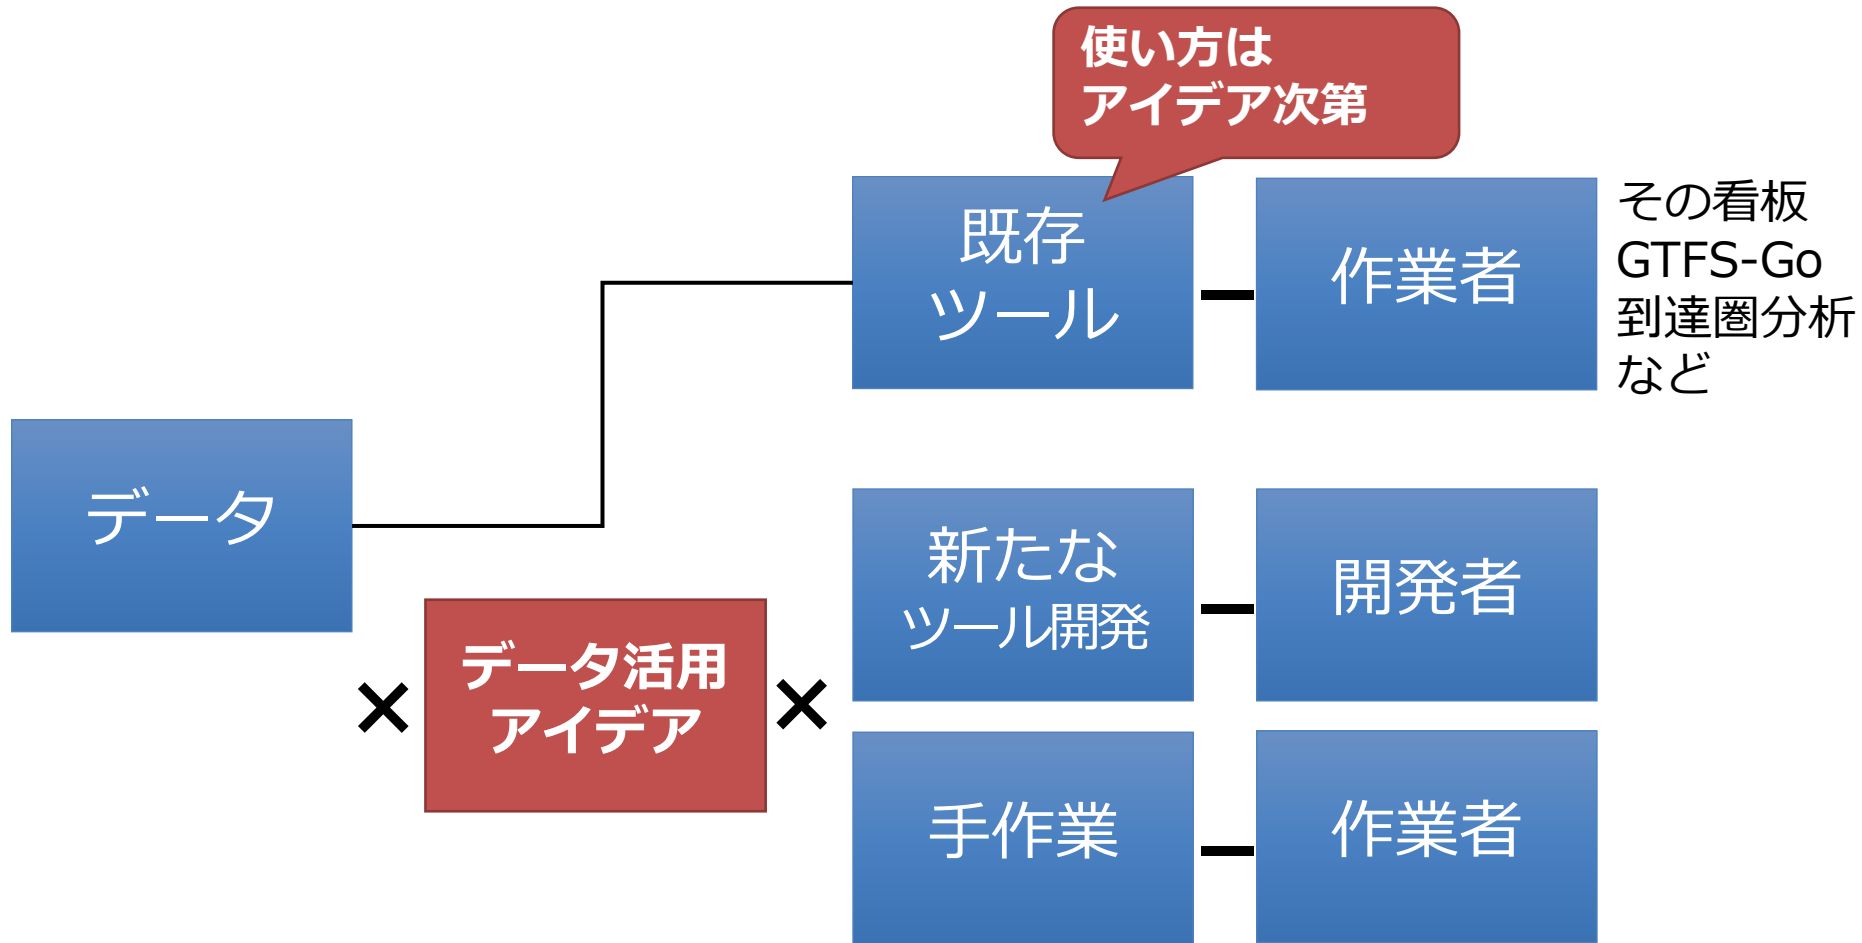 使い方は
アイデア次第
既存
ツール
作業者
その看板
GTFS-Go
到達圏分析
など
データ
新たな
ツール開発
開発者
×
データ活用
アイデア
×
手作業
作業者